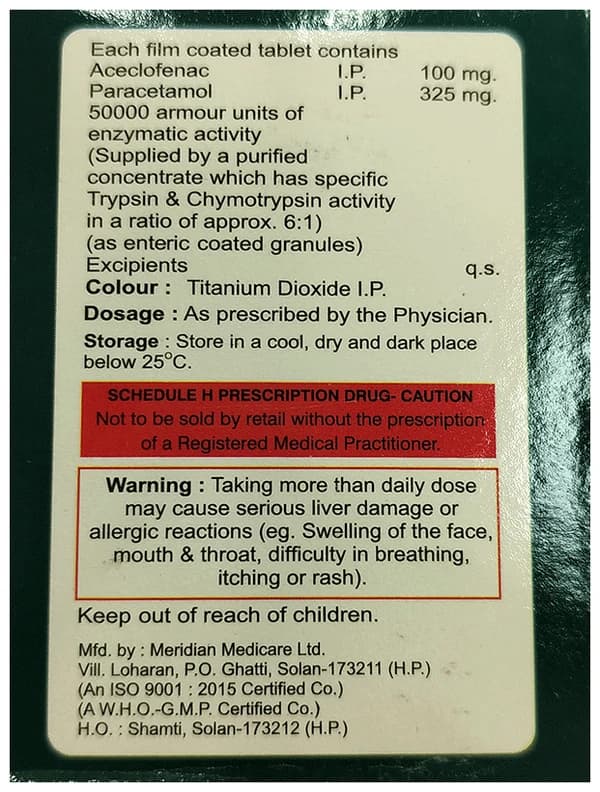 Each film coated tablet contains
Aceclofenac I.P. 100 mg.
Paracetamol I.P. 325 mg.
50000 armour units of
enzymatic activity
(Supplied by a purified
concentrate which has specific
Trypsin & Chymotrypsin activity
in a ratio of approx. 6:1)
(as enteric coated granules)
Excipients q.s.
Colour : Titanium Dioxide I.P.
Dosage : As prescribed by the Physician.
Storage : Store in a cool, dry and dark place
below 25°C.
SCHEDULE H PRESCRIPTION DRUG- CAUTION
Not to be sold by retail without the prescription
of a Registered Medical Practitioner.
Warning : Taking more than daily dose
may cause serious liver damage or
allergic reactions (eg. Swelling of the face,
mouth & throat, difficulty in breathing,
itching or rash).
Keep out of reach of children.
Mfd. by : Meridian Medicare Ltd.
Vill. Loharan, P.O. Ghatti, Solan-173211 (H.P.)
(An ISO 9001 : 2015 Certified Co.)
(A W.H.O.-G.M.P. Certified Co.)
H.O. : Shamti, Solan-173212 (H.P.)